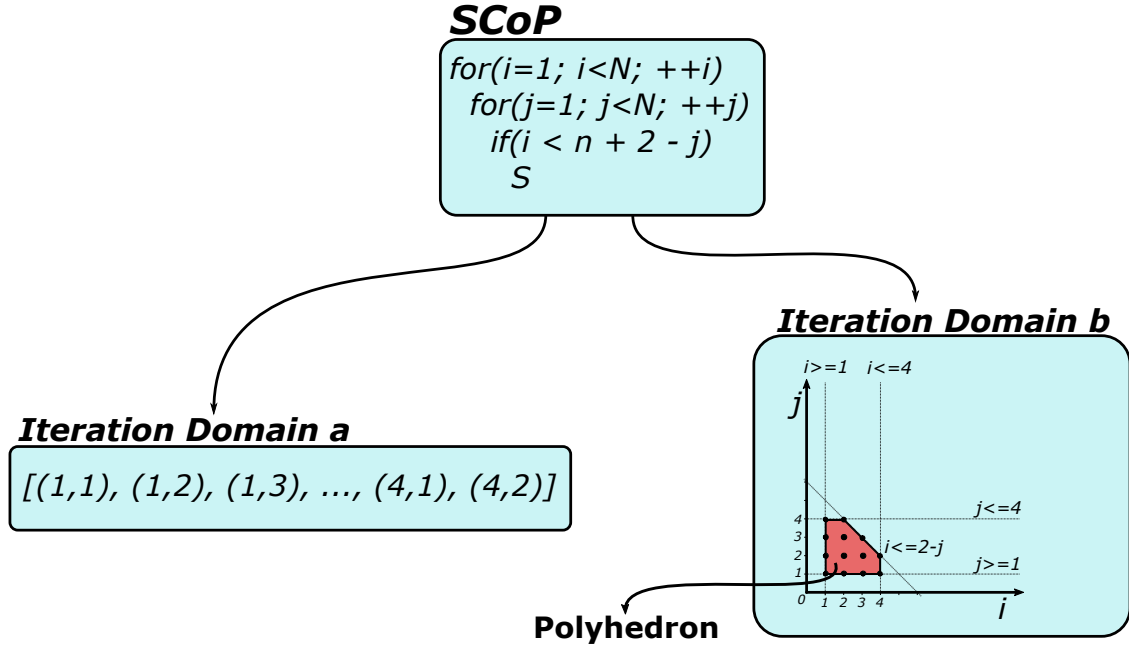 SCoP
for(i=1; i<N; ++i)
for(j=1; j<N; ++j)
if(i < n + 2 - j)
S
Iteration Domain a
[(1,1), (1,2), (1,3), ..., (4,1), (4,2)]
Iteration Domain b
i>=1 i<=4
j
j<=4
4
3
i<=2-j
2
j>=1
1
0 1 2 3 4
i
Polyhedron